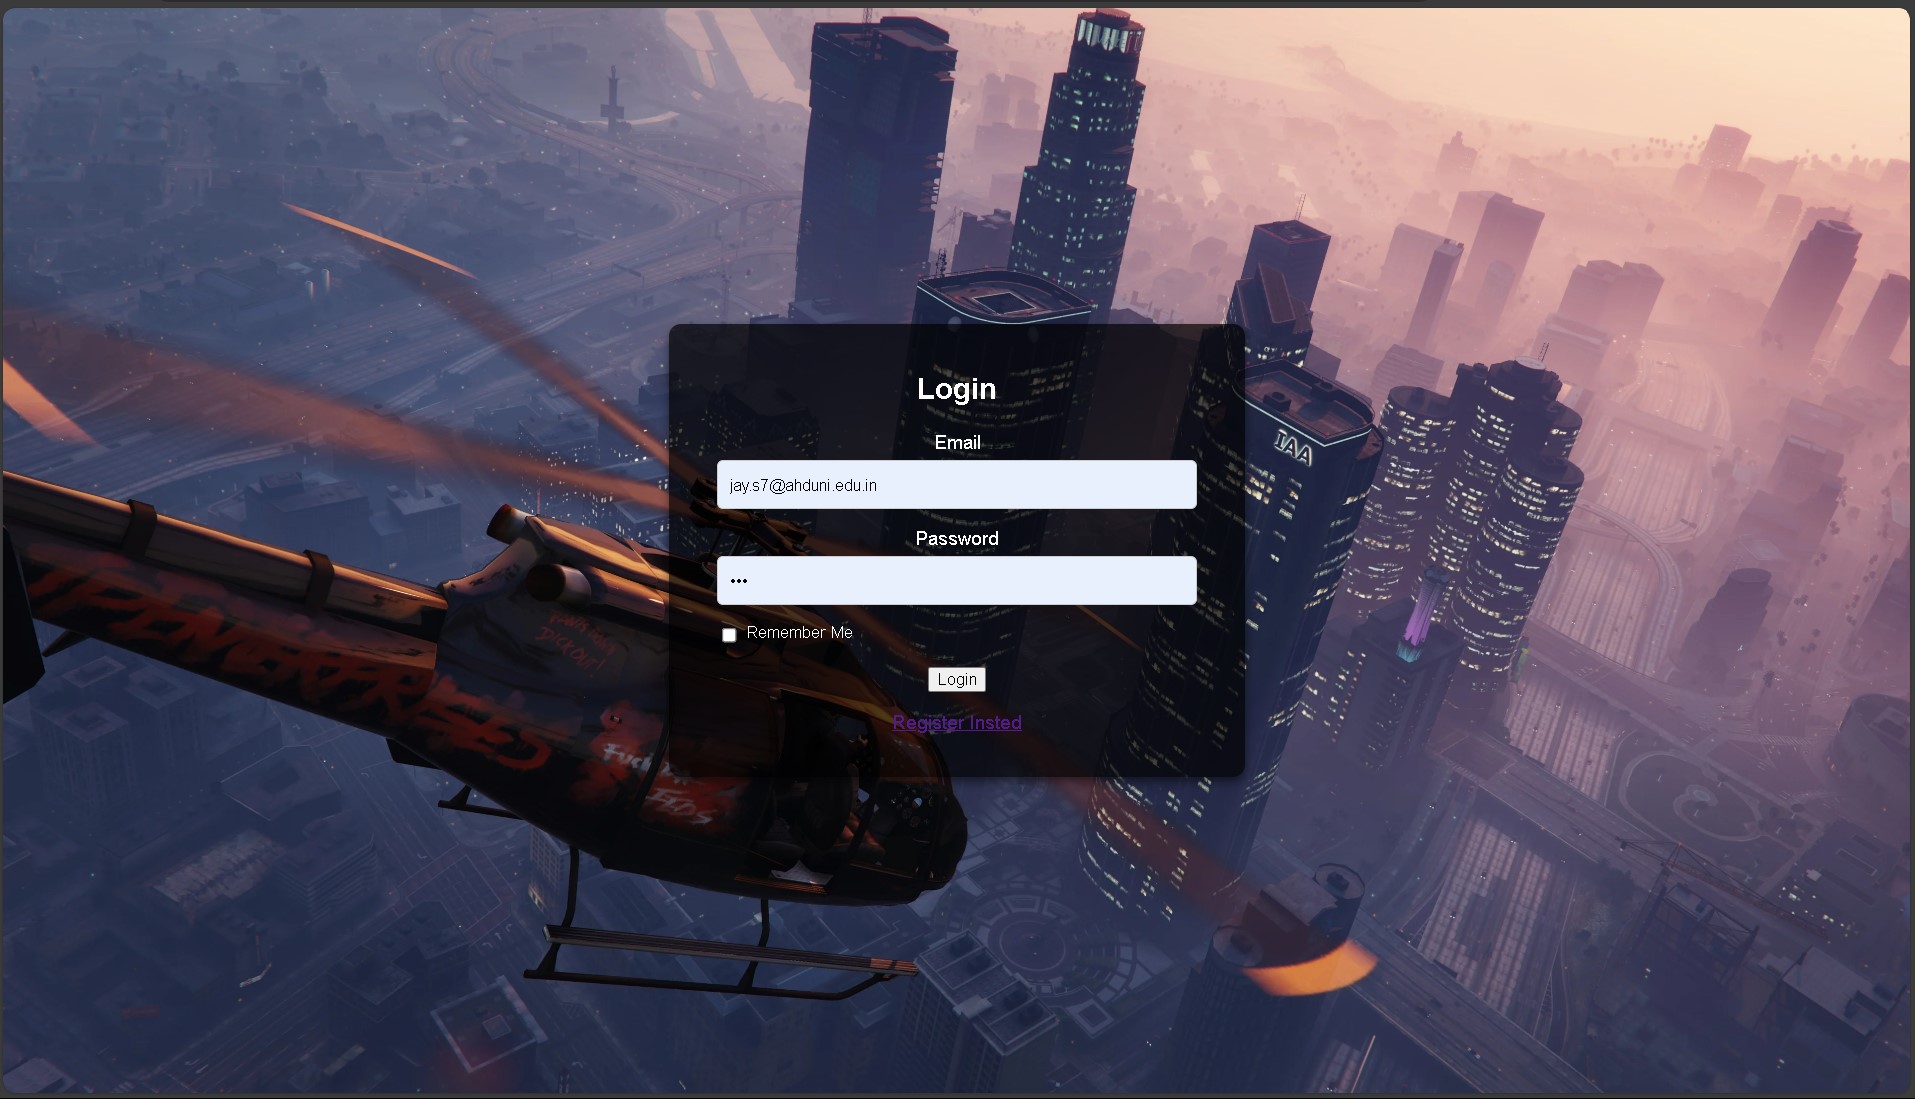 IAA
Login
Email
jay.s7@ahduni.edu.in
Password
•••
Remember Me
Login
Register Insted